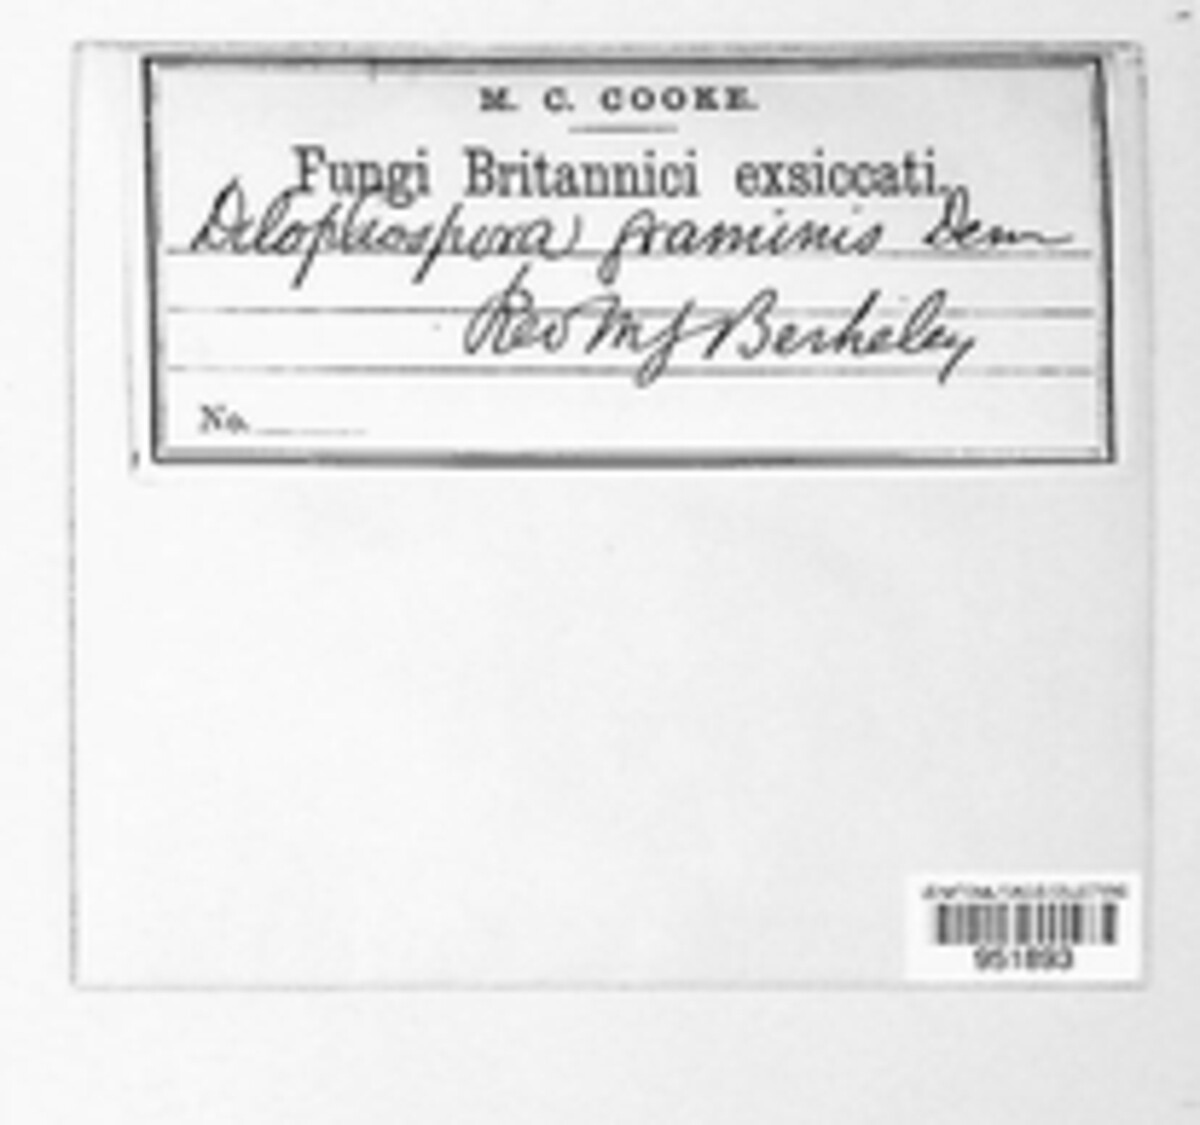 M. C. COOKE.
Fungi Britannici exsiccati.
Dilophospora graminis Desm
Rev M J Berkeley
No.
951893